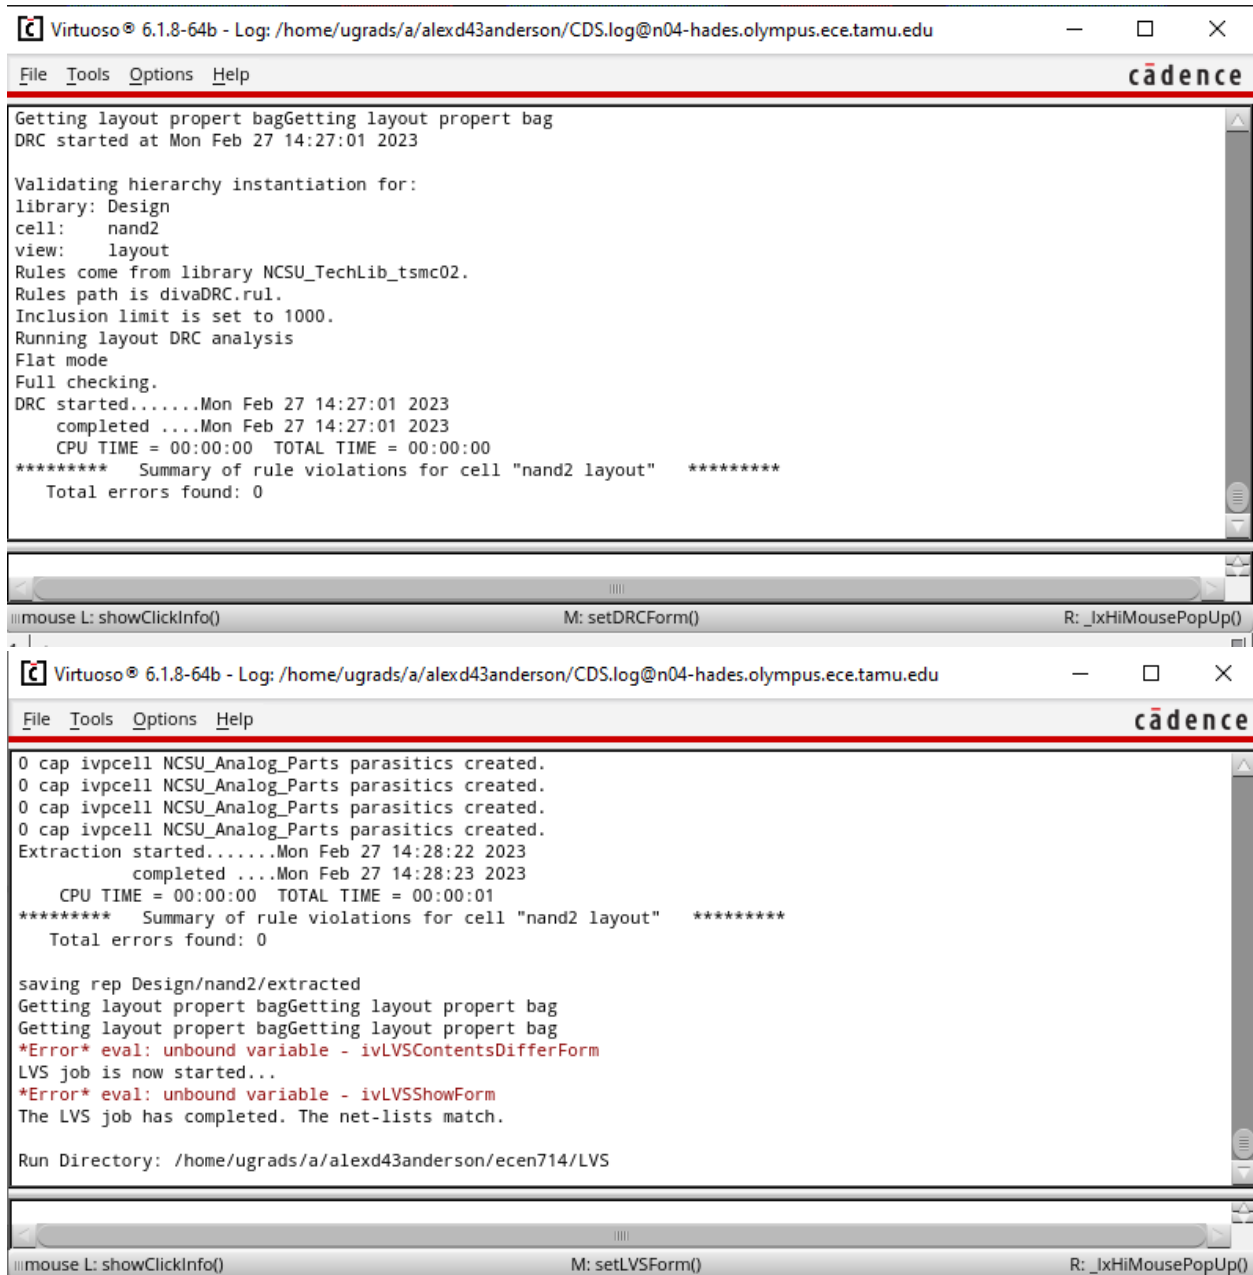 Virtuoso® 6.1.8-64b - Log: /home/ugrads/a/alexd43anderson/CDS.log@n04-hades.olympus.ece.tamu.edu
File Tools Options Help cādence
Getting layout propert bagGetting layout propert bag
DRC started at Mon Feb 27 14:27:01 2023
Validating hierarchy instantiation for:
library: Design
cell: nand2
view: layout
Rules come from library NCSU_TechLib_tsmc02.
Rules path is divaDRC.rul.
Inclusion limit is set to 1000.
Running layout DRC analysis
Flat mode
Full checking.
DRC started.......Mon Feb 27 14:27:01 2023
completed ....Mon Feb 27 14:27:01 2023
CPU TIME = 00:00:00 TOTAL TIME = 00:00:00
********* Summary of rule violations for cell "nand2 layout" *********
Total errors found: 0
mouse L: showClickInfo() M: setDRCForm() R: _lxHiMousePopUp()
Virtuoso® 6.1.8-64b - Log: /home/ugrads/a/alexd43anderson/CDS.log@n04-hades.olympus.ece.tamu.edu
File Tools Options Help cādence
0 cap ivpcell NCSU_Analog_Parts parasitics created.
0 cap ivpcell NCSU_Analog_Parts parasitics created.
0 cap ivpcell NCSU_Analog_Parts parasitics created.
0 cap ivpcell NCSU_Analog_Parts parasitics created.
Extraction started.......Mon Feb 27 14:28:22 2023
completed ....Mon Feb 27 14:28:23 2023
CPU TIME = 00:00:00 TOTAL TIME = 00:00:01
********* Summary of rule violations for cell "nand2 layout" *********
Total errors found: 0
saving rep Design/nand2/extracted
Getting layout propert bagGetting layout propert bag
Getting layout propert bagGetting layout propert bag
*Error* eval: unbound variable - ivLVSContentsDifferForm
LVS job is now started...
*Error* eval: unbound variable - ivLVSShowForm
The LVS job has completed. The net-lists match.
Run Directory: /home/ugrads/a/alexd43anderson/ecen714/LVS
mouse L: showClickInfo() M: setLVSForm() R: _lxHiMousePopUp()